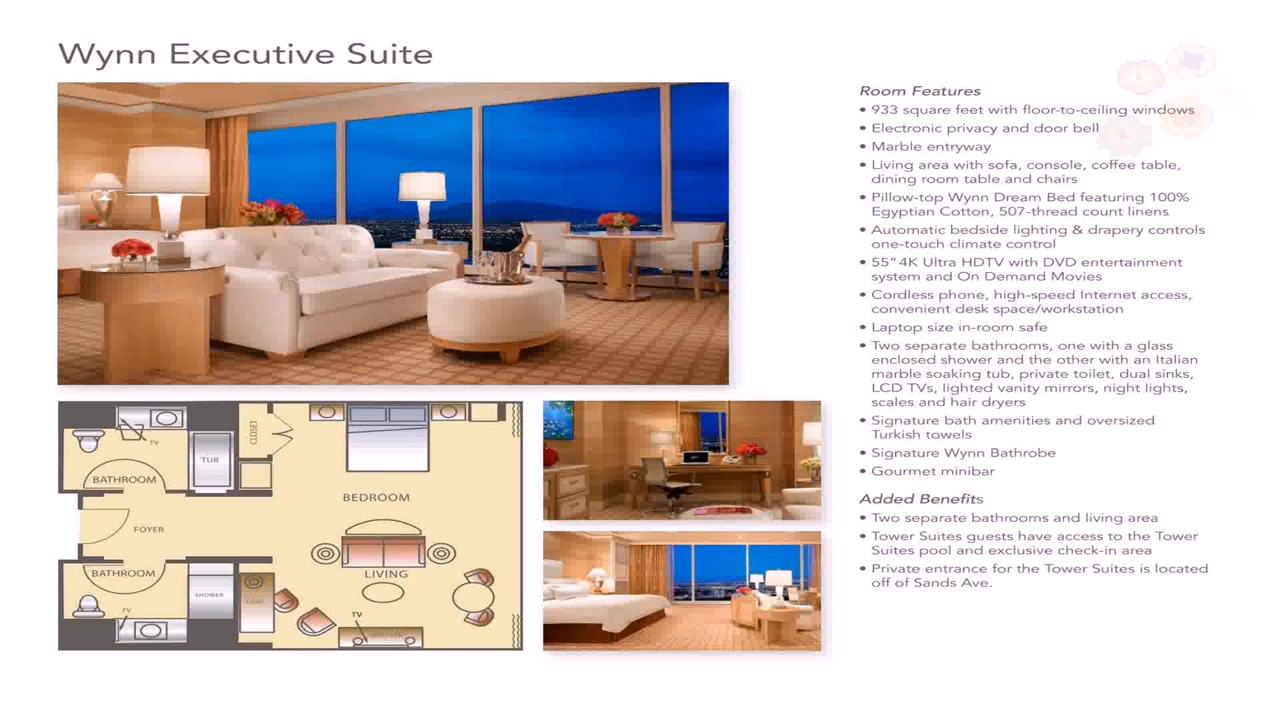 Wynn Executive Suite
Room Features
• 933 square feet with floor-to-ceiling windows
• Electronic privacy and door bell
• Marble entryway
• Living area with sofa, console, coffee table,
dining room table and chairs
• Pillow-top Wynn Dream Bed featuring 100%
Egyptian Cotton, 507-thread count linens
• Automatic bedside lighting & drapery controls
one-touch climate control
• 55" 4K Ultra HDTV with DVD entertainment
system and On Demand Movies
• Cordless phone, high-speed Internet access,
convenient desk space/workstation
• Laptop size in-room safe
• Two separate bathrooms, one with a glass
enclosed shower and the other with an Italian
marble soaking tub, private toilet, dual sinks,
LCD TVs, lighted vanity mirrors, night lights,
scales and hair dryers
• Signature bath amenities and oversized
Turkish towels
• Signature Wynn Bathrobe
• Gourmet minibar
Added Benefits
• Two separate bathrooms and living area
• Tower Suites guests have access to the Tower
Suites pool and exclusive check-in area
• Private entrance for the Tower Suites is located
off of Sands Ave.
TV
TUB
CLOSET
BATHROOM
BEDROOM
FOYER
BATHROOM
LIVING
SHOWER
TV
TV